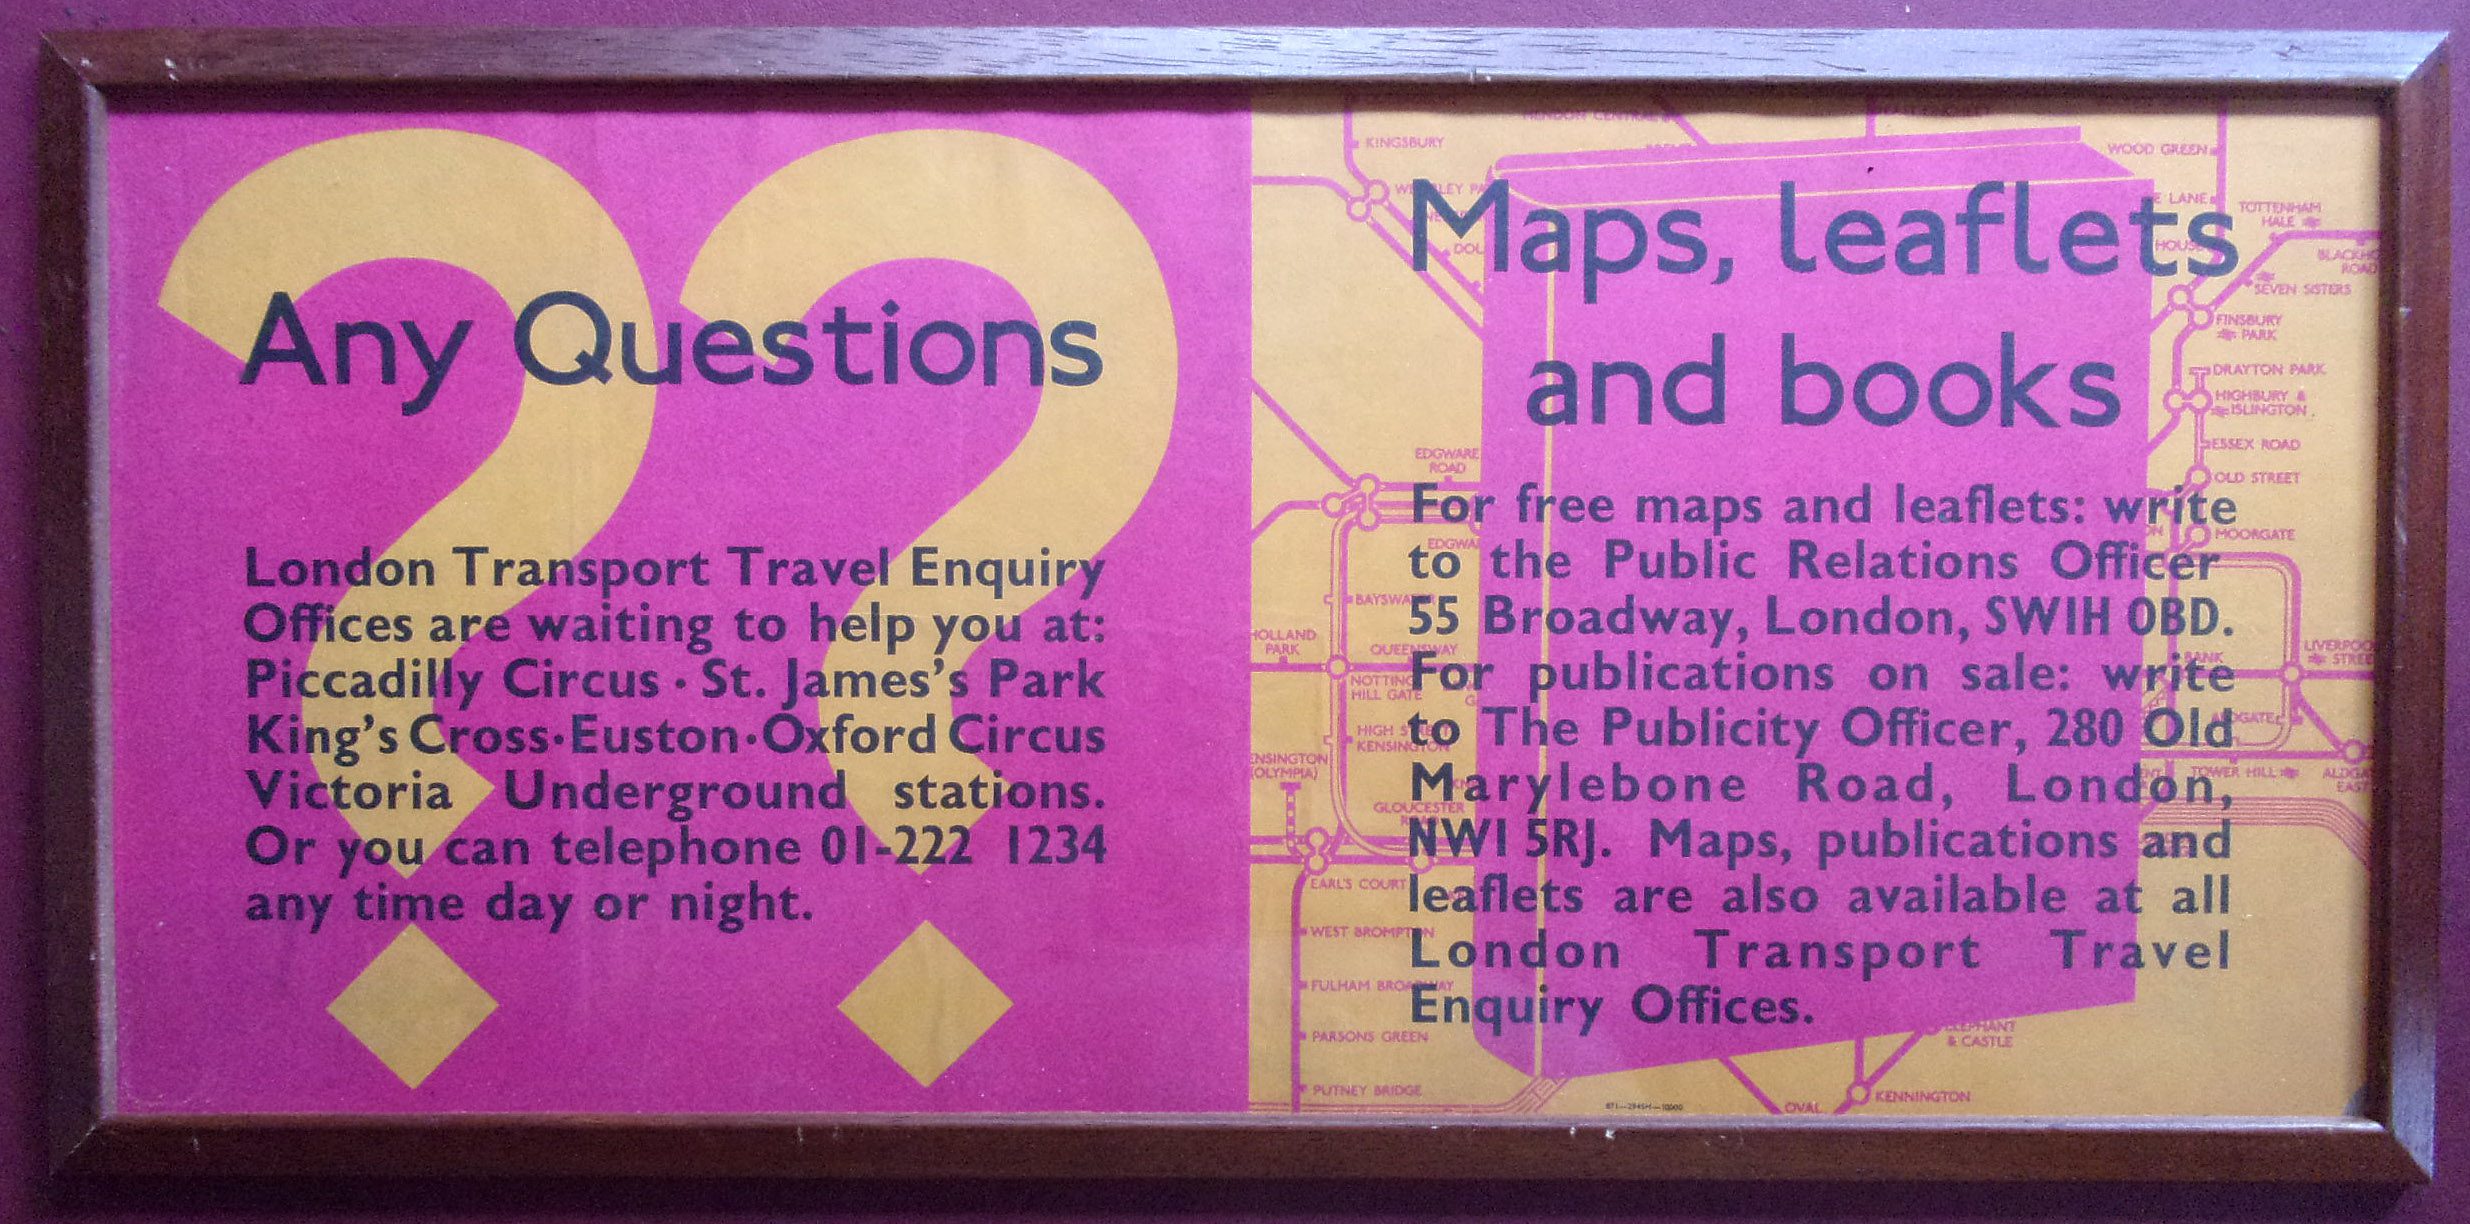 Any Questions
London Transport Travel Enquiry
Offices are waiting to help you at:
Piccadilly Circus · St. James's Park
King's Cross·Euston·Oxford Circus
Victoria Underground stations.
Or you can telephone 01-222 1234
any time day or night.
Maps, leaflets
and books
For free maps and leaflets: write
to the Public Relations Officer
55 Broadway, London, SW1H 0BD.
For publications on sale: write
to The Publicity Officer, 280 Old
Marylebone Road, London,
NW1 5RJ. Maps, publications and
leaflets are also available at all
London Transport Travel
Enquiry Offices.
KINGSBURY
WOOD GREEN
LANE
TOTTENHAM
HALE
ROAD
SEVEN SISTERS
FINSBURY
PARK
DRAYTON PARK
HIGHBURY &
ISLINGTON
ESSEX ROAD
OLD STREET
MOORGATE
EDGWARE
ROAD
HOLLAND
PARK
QUEENSWAY
HILL GATE
KENSINGTON
(OLYMPIA)
BANK
TOWER HILL
EAST
GLOUCESTER
EARL'S COURT
WEST BROMPTON
FULHAM BROADWAY
PARSONS GREEN
PUTNEY BRIDGE
ELEPHANT
& CASTLE
KENNINGTON
OVAL